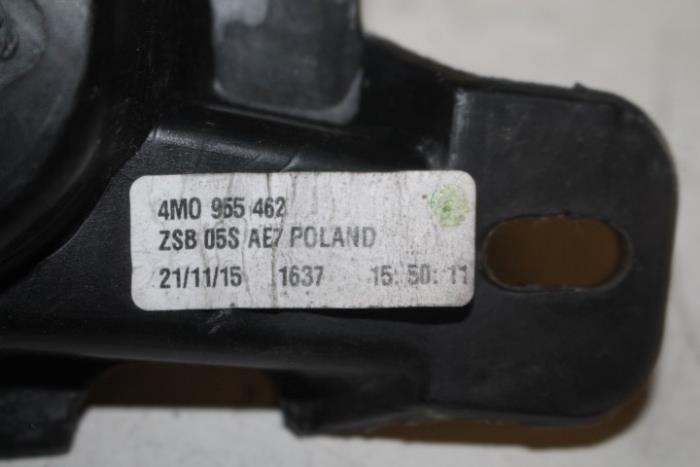 4M0 955 462
ZSB 05S AE7 POLAND
21/11/15 1637 15: 50: 11